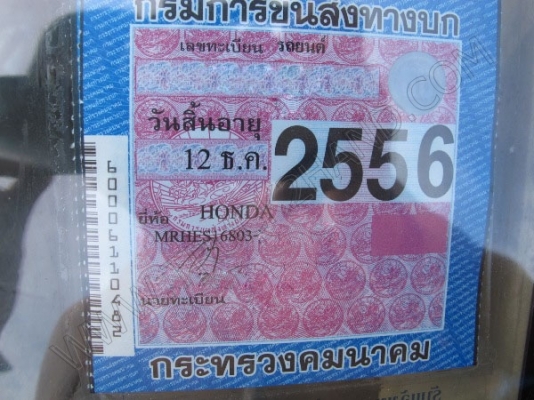 กรมการขนส่งทางบก
เลขทะเบียน รถยนต์
วันสิ้นอายุ
12 ธ.ค. 2556
ยี่ห้อ HONDA
MRHES16803-
นายทะเบียน
กระทรวงคมนาคม